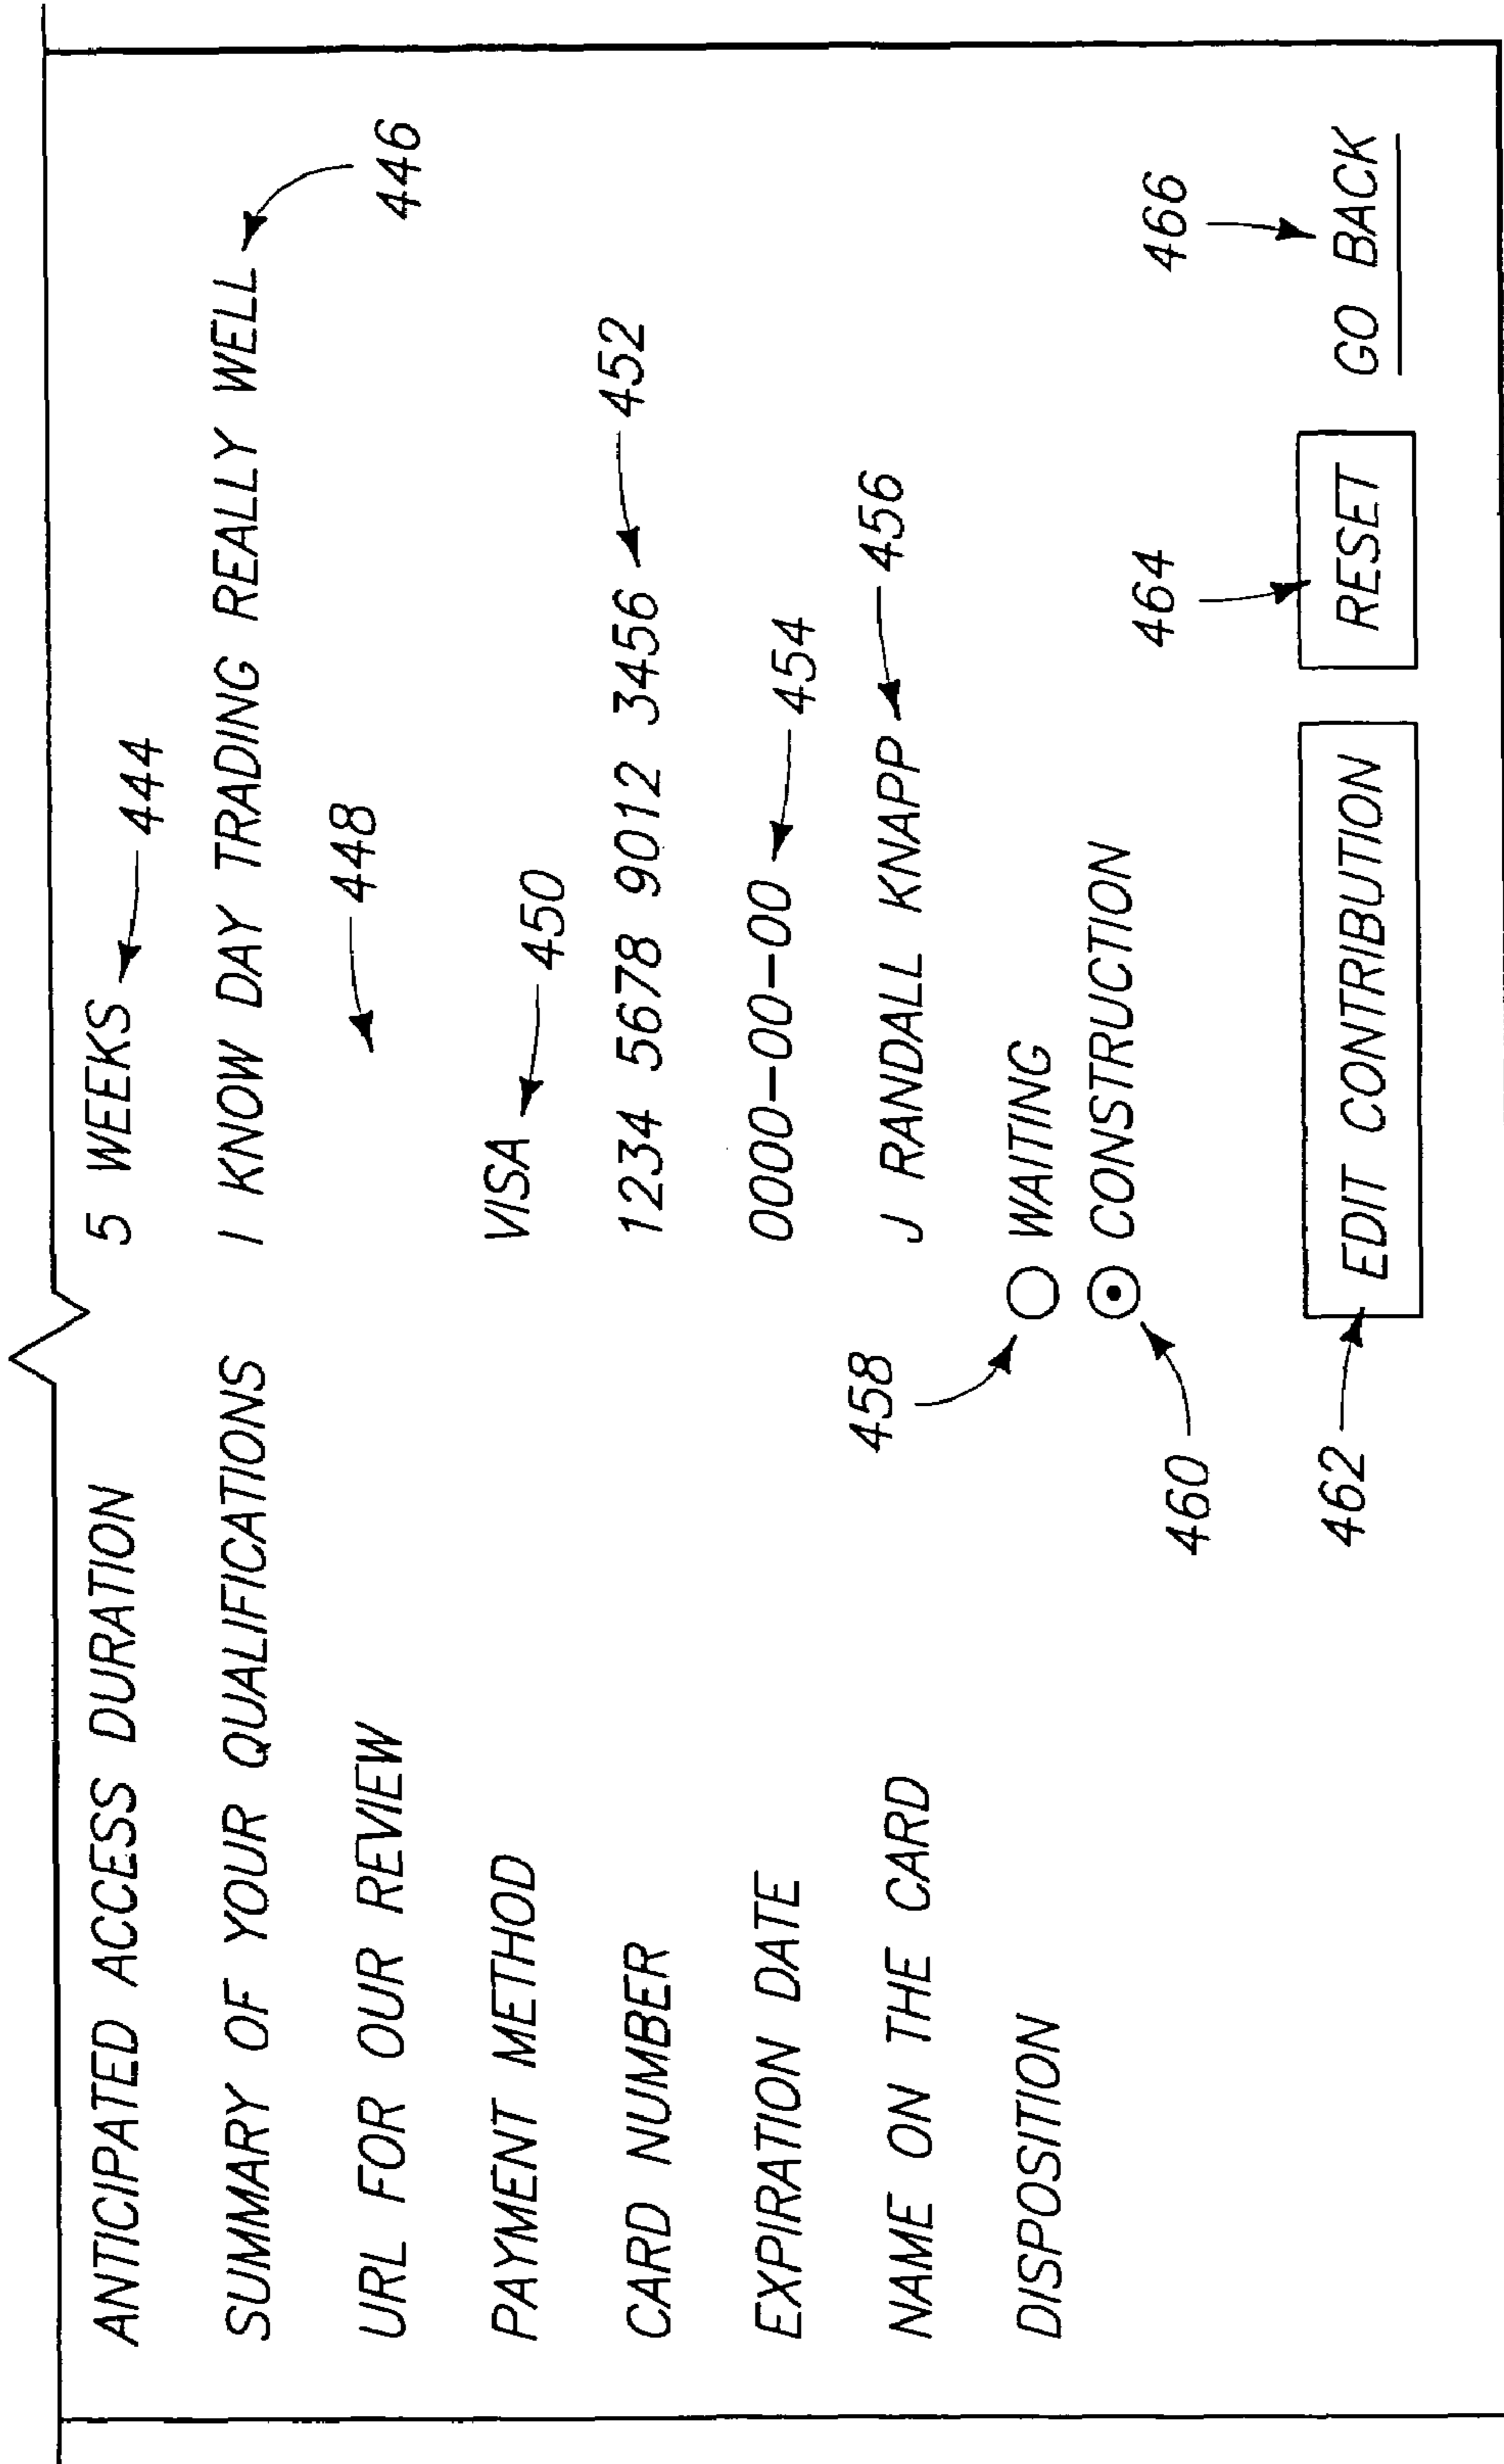 ANTICIPATED ACCESS DURATION 5 WEEKS 444
SUMMARY OF YOUR QUALIFICATIONS I KNOW DAY TRADING REALLY WELL
446
URL FOR OUR REVIEW 448
PAYMENT METHOD VISA 450
CARD NUMBER 1234 5678 9012 3456 452
EXPIRATION DATE 0000-00-00 454
NAME ON THE CARD J RANDALL KNAPP 456
458
DISPOSITION WAITING
CONSTRUCTION
460 464 466
462 EDIT CONTRIBUTION RESET GO BACK